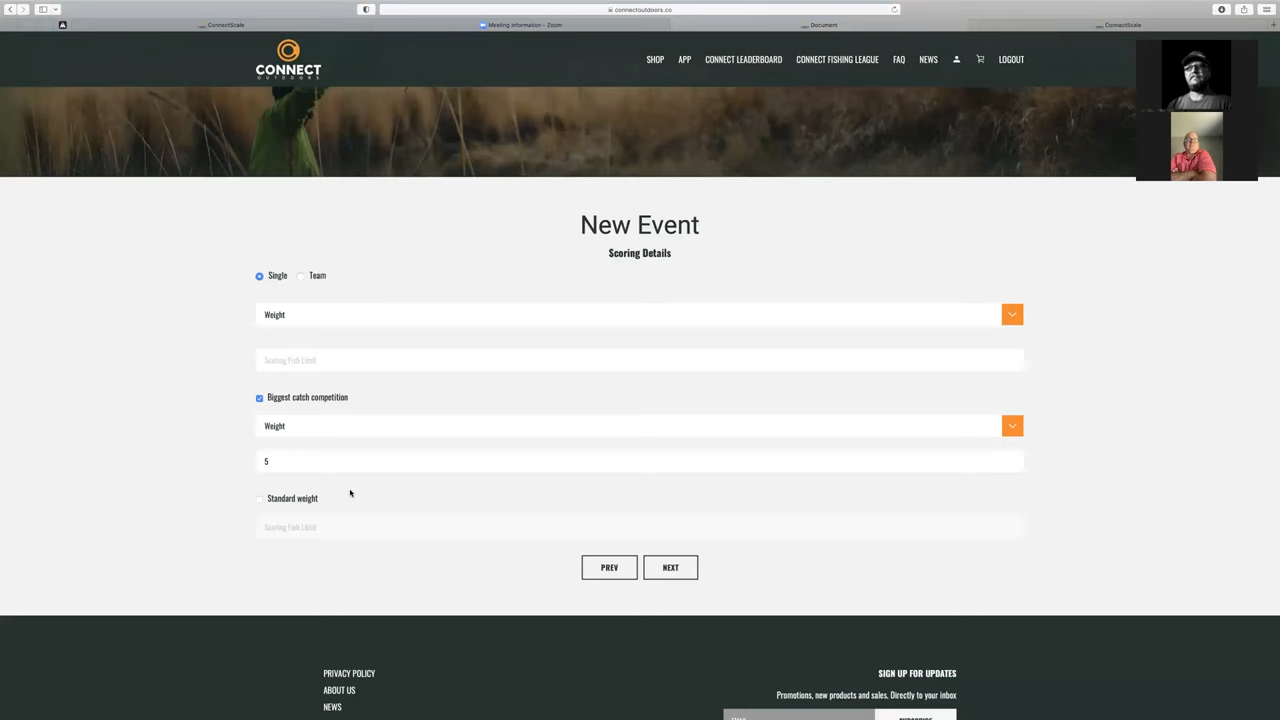 connectoutdoors.co
ConnectScale
Meeting Information - Zoom
Document
ConnectScale
CONNECT
OUTDOORS
SHOP
APP
CONNECT LEADERBOARD
CONNECT FISHING LEAGUE
FAQ
NEWS
LOGOUT
New Event
Scoring Details
Single
Team
Weight
Scoring Fish Limit
Biggest catch competition
Weight
5
Standard weight
Scoring Fish Limit
PREV
NEXT
PRIVACY POLICY
ABOUT US
NEWS
SIGN UP FOR UPDATES
Promotions, new products and sales. Directly to your inbox
EMAIL
SUBSCRIBE